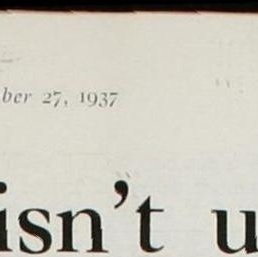 ber 27, 1937
isn't u